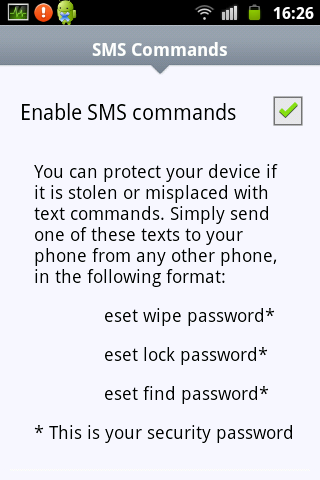 16:26
SMS Commands
Enable SMS commands
You can protect your device if
it is stolen or misplaced with
text commands. Simply send
one of these texts to your
phone from any other phone,
in the following format:
eset wipe password*
eset lock password*
eset find password*
* This is your security password